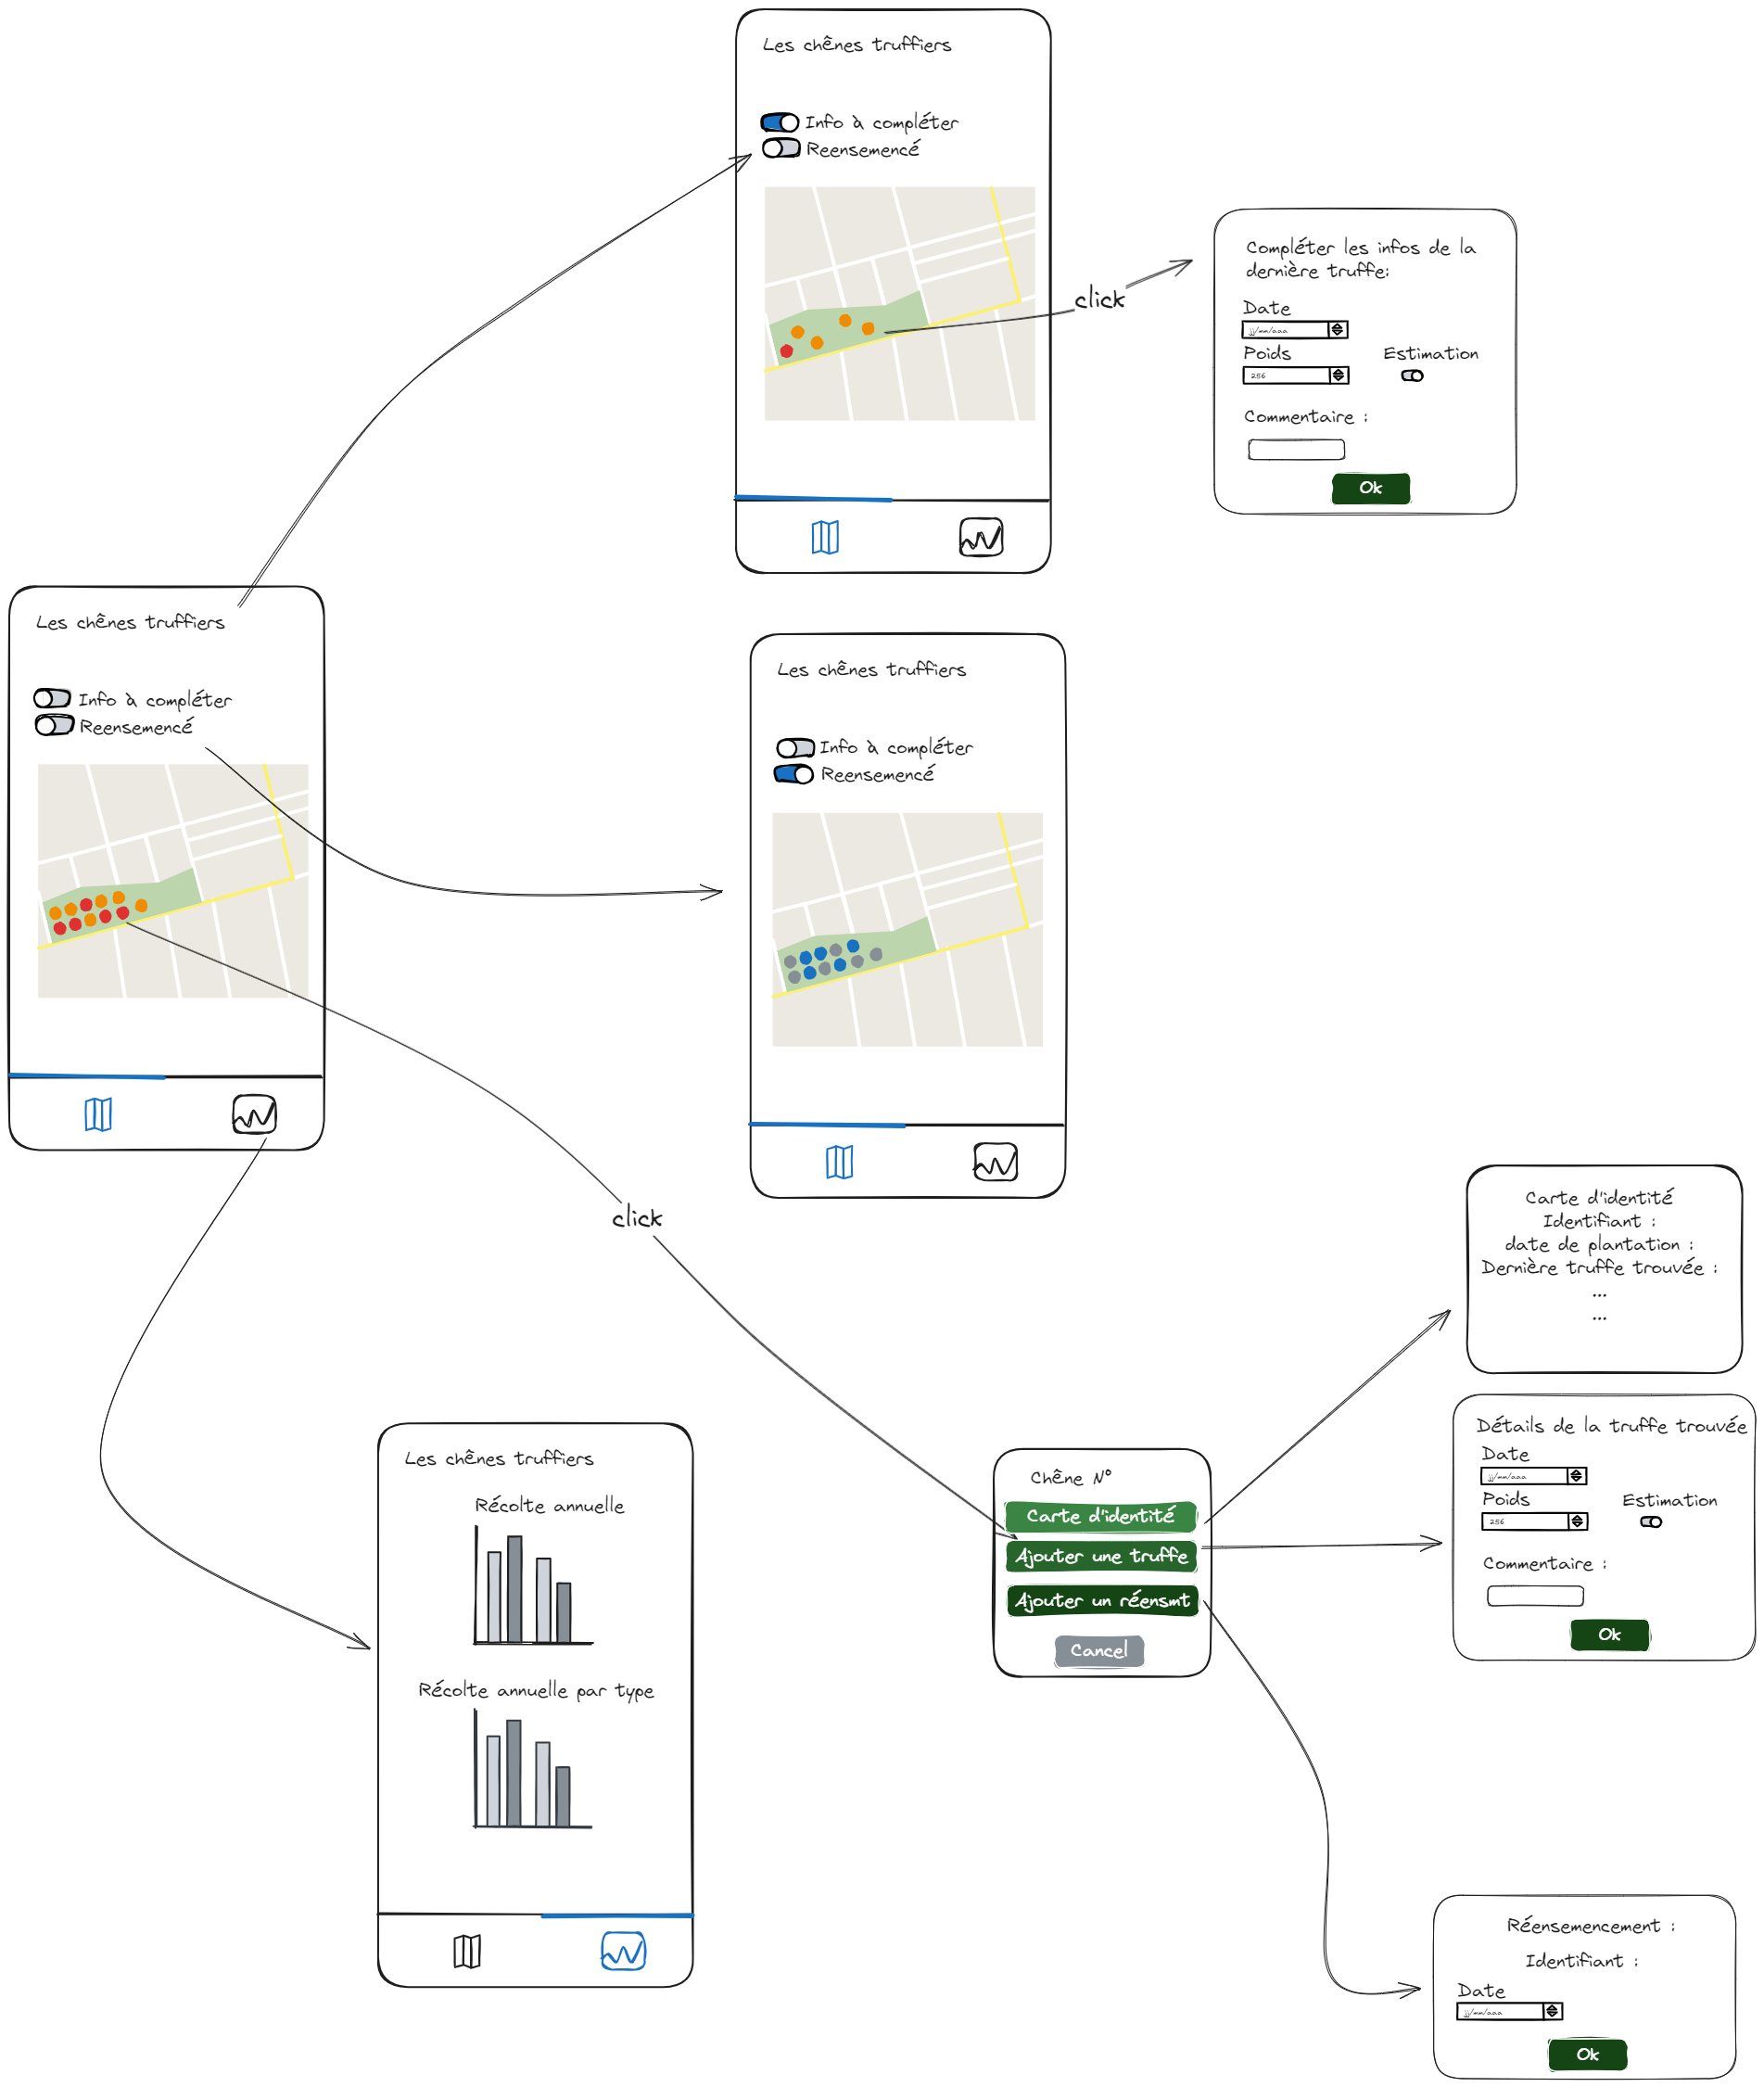 Les chênes truffiers
Info à compléter
Reensemencé
click
Compléter les infos de la
dernière truffe:
Date
jj/mm/aaa
Poids
Estimation
256
Commentaire :
Ok
Les chênes truffiers
Info à compléter
Reensemencé
Les chênes truffiers
Info à compléter
Reensemencé
click
Carte d'identité
Identifiant :
date de plantation :
Dernière truffe trouvée :
...
...
Les chênes truffiers
Récolte annuelle
Récolte annuelle par type
Chêne N°
Carte d'identité
Ajouter une truffe
Ajouter un réensmt
Cancel
Détails de la truffe trouvée
Date
jj/mm/aaa
Poids
Estimation
256
Commentaire :
Ok
Réensemencement :
Identifiant :
Date
jj/mm/aaa
Ok